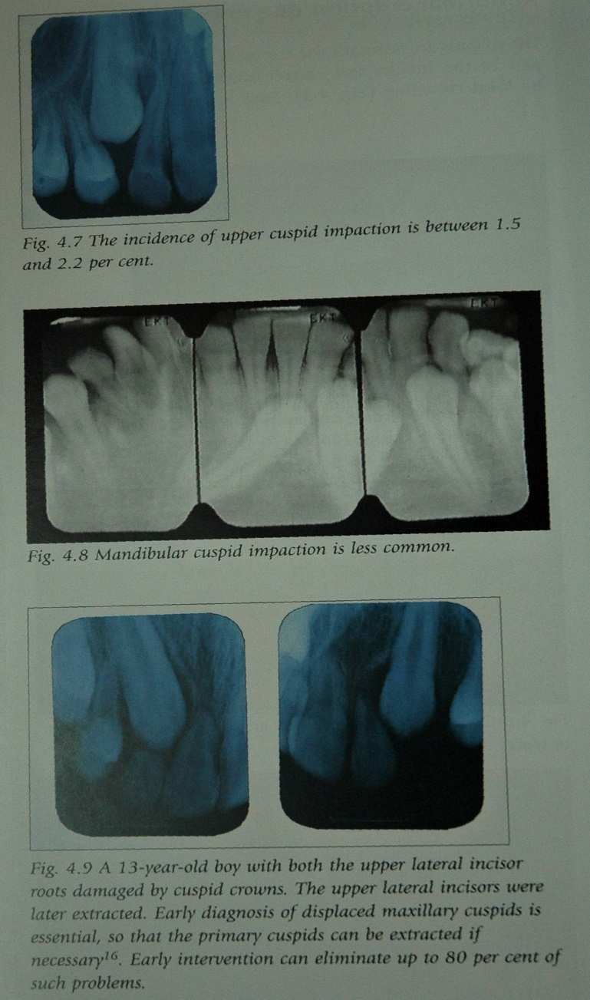 Fig. 4.7 The incidence of upper cuspid impaction is between 1.5
and 2.2 per cent.
EKT
EKT
EKT
Fig. 4.8 Mandibular cuspid impaction is less common.
Fig. 4.9 A 13-year-old boy with both the upper lateral incisor
roots damaged by cuspid crowns. The upper lateral incisors were
later extracted. Early diagnosis of displaced maxillary cuspids is
essential, so that the primary cuspids can be extracted if
necessary¹⁶. Early intervention can eliminate up to 80 per cent of
such problems.